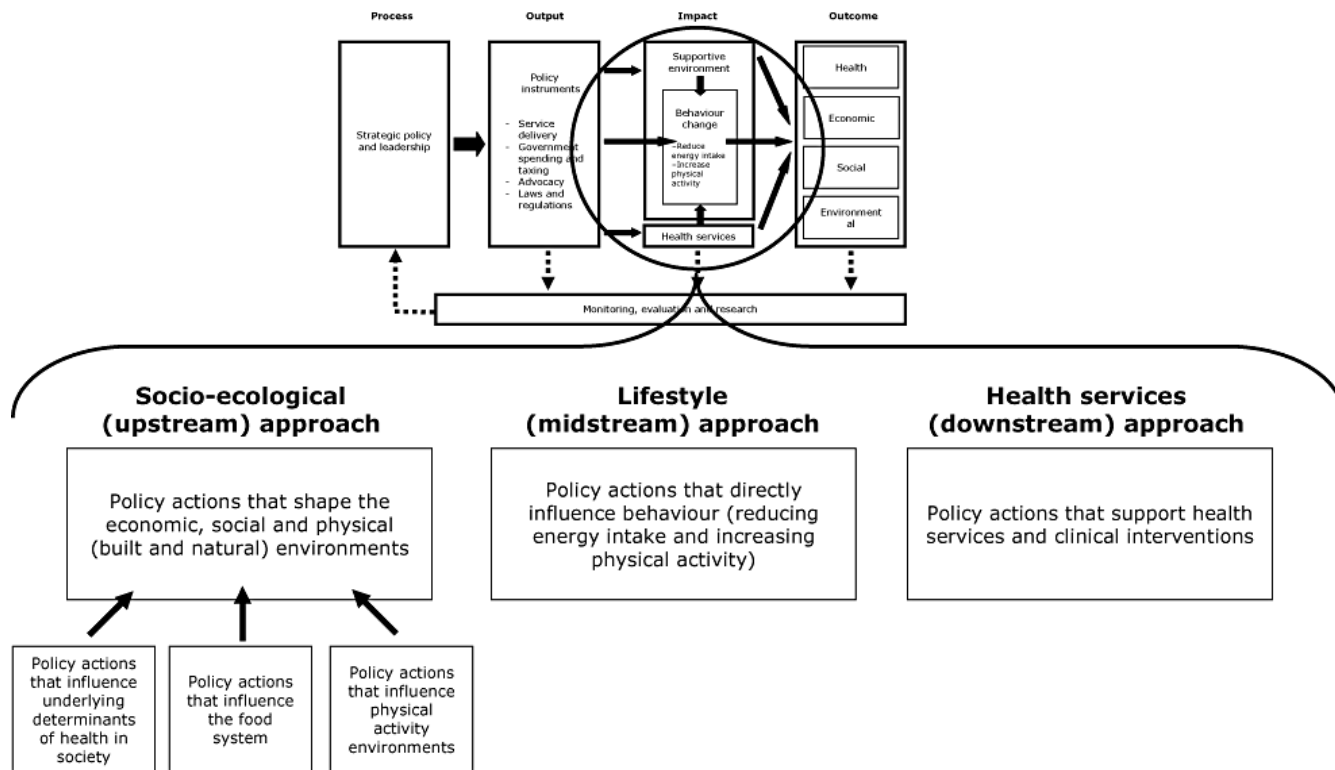 Process
Output
Impact
Outcome
Strategic policy
and leadership
Policy
instruments
- Service
delivery
- Government
spending and
taxing
- Advocacy
- Laws and
regulations
Supportive
environment
Behaviour
change
–Reduce
energy intake
–Increase
physical
activity
Health services
Health
Economic
Social
Environment
al
Monitoring, evaluation and research
Socio-ecological
(upstream) approach
Lifestyle
(midstream) approach
Health services
(downstream) approach
Policy actions that shape the
economic, social and physical
(built and natural) environments
Policy actions that directly
influence behaviour (reducing
energy intake and increasing
physical activity)
Policy actions that support health
services and clinical interventions
Policy actions
that influence
underlying
determinants
of health in
society
Policy actions
that influence
the food
system
Policy actions
that influence
physical
activity
environments